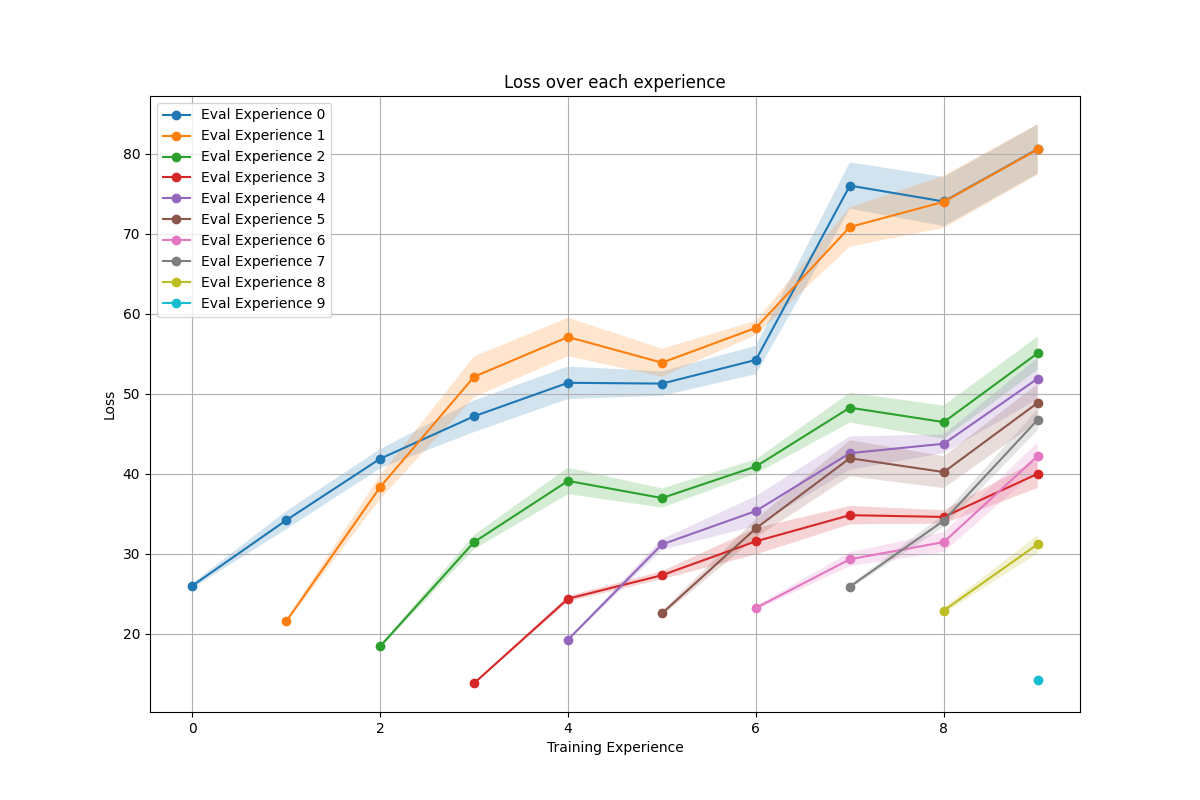 Loss over each experience
Eval Experience 0
Eval Experience 1
Eval Experience 2
Eval Experience 3
Eval Experience 4
Eval Experience 5
Eval Experience 6
Eval Experience 7
Eval Experience 8
Eval Experience 9
80
70
60
50
40
30
20
Loss
0 2 4 6 8
Training Experience